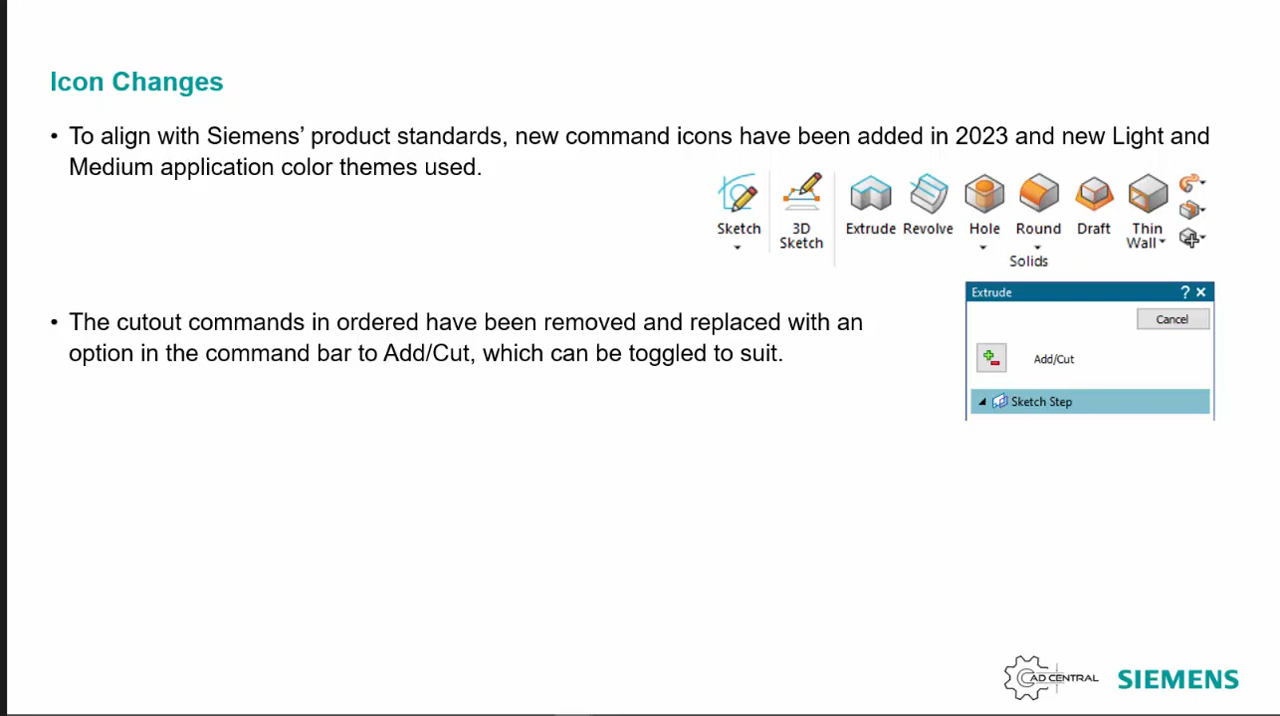 Icon Changes
• To align with Siemens’ product standards, new command icons have been added in 2023 and new Light and
Medium application color themes used.
Sketch
3D
Sketch
Extrude
Revolve
Hole
Round
Draft
Thin
Wall
Solids
• The cutout commands in ordered have been removed and replaced with an
option in the command bar to Add/Cut, which can be toggled to suit.
Extrude
Cancel
Add/Cut
Sketch Step
CAD CENTRAL
SIEMENS